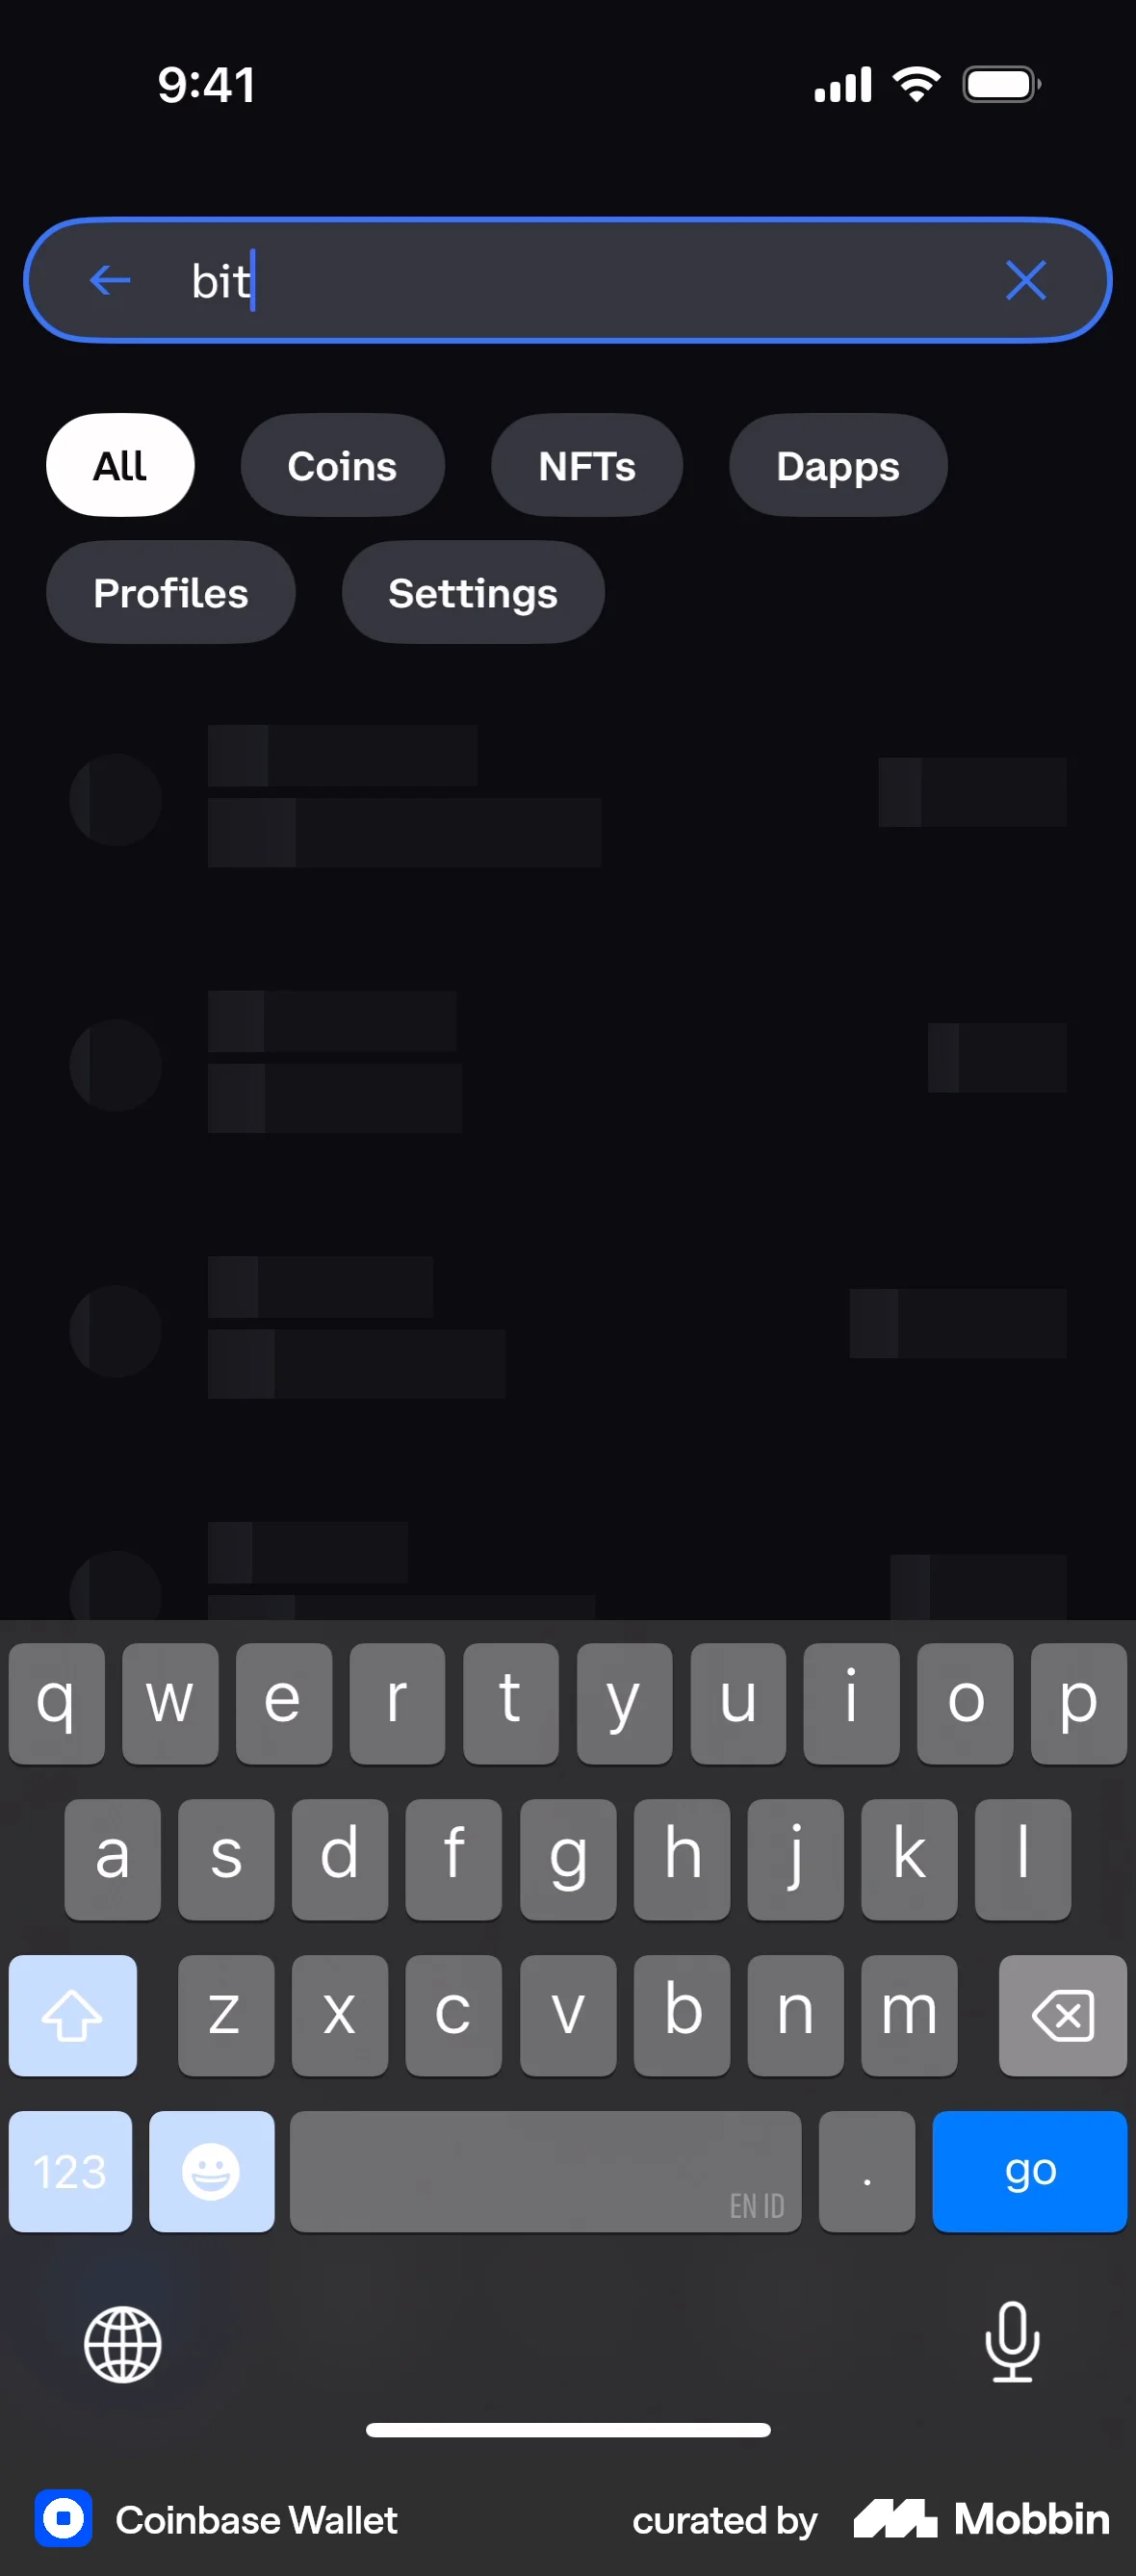 9:41
bit
All Coins NFTs Dapps
Profiles Settings
q w e r t y u i o p
a s d f g h j k l
z x c v b n m
123 EN ID . go
Coinbase Wallet curated by Mobbin